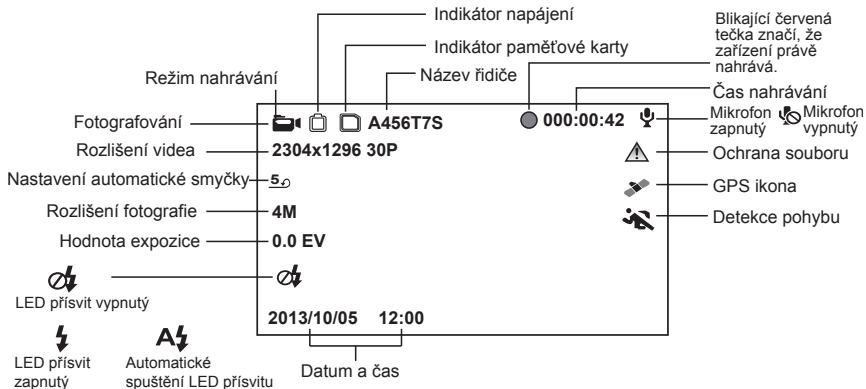 Indikátor napájení
Indikátor paměťové karty
Režim nahrávání
Název řidiče
Blikající červená
tečka značí, že
zařízení právě
nahrává.
Čas nahrávání
Fotografování
A456T7S
000:00:42
Mikrofon
zapnutý
Mikrofon
vypnutý
Rozlišení videa
2304x1296 30P
Ochrana souboru
Nastavení automatické smyčky
5
GPS ikona
Rozlišení fotografie
4M
Detekce pohybu
Hodnota expozice
0.0 EV
LED přísvit vypnutý
2013/10/05 12:00
A
LED přísvit
zapnutý
Automatické
spuštění LED přísvitu
Datum a čas